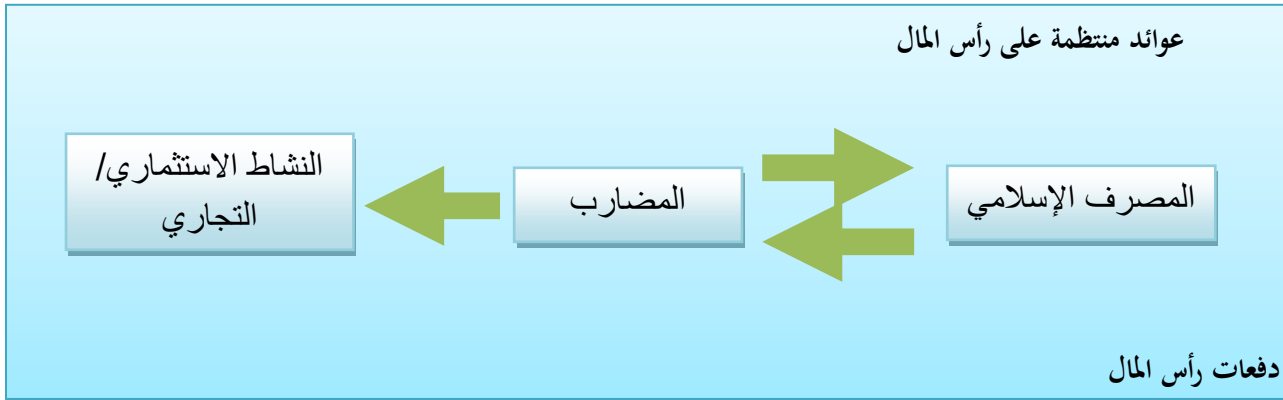 عوائد منتظمة على رأس المال
المصرف الإسلامي
المضارب
النشاط الاستثماري/
التجاري
دفعات رأس المال